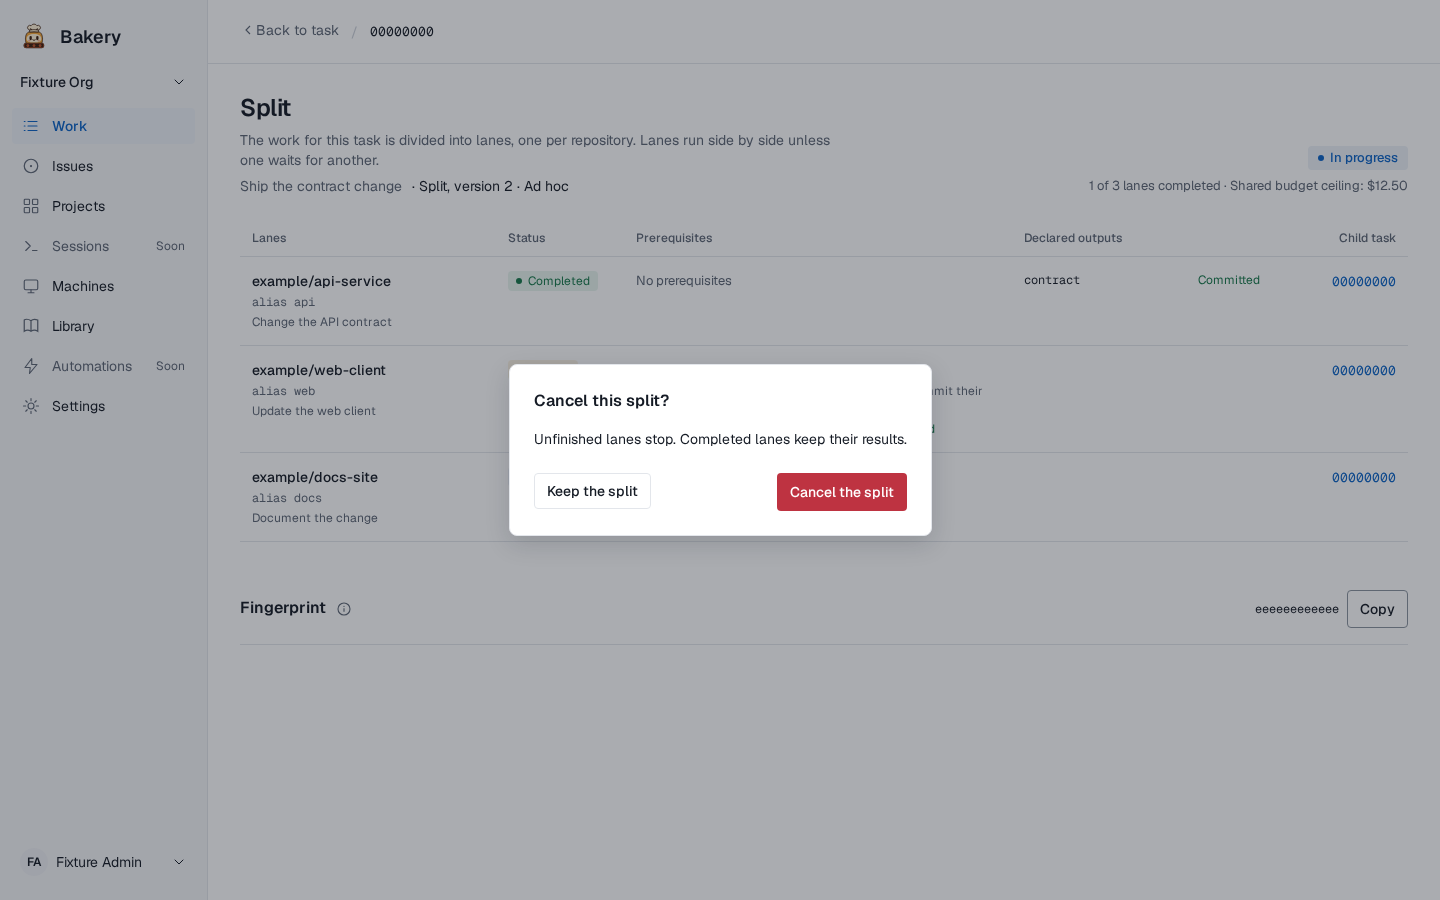 Bakery
Fixture Org
Work
Issues
Projects
Sessions Soon
Machines
Library
Automations Soon
Settings
FA Fixture Admin
Back to task / 00000000
Split
The work for this task is divided into lanes, one per repository. Lanes run side by side unless
one waits for another.
In progress
Ship the contract change · Split, version 2 · Ad hoc
1 of 3 lanes completed · Shared budget ceiling: $12.50
Lanes Status Prerequisites Declared outputs Child task
example/api-service Completed No prerequisites contract Committed 00000000
alias api
Change the API contract
example/web-client 00000000
alias web their
Update the web client
example/docs-site 00000000
alias docs
Document the change
Cancel this split?
Unfinished lanes stop. Completed lanes keep their results.
Keep the split Cancel the split
Fingerprint eeeeeeeeeeee Copy